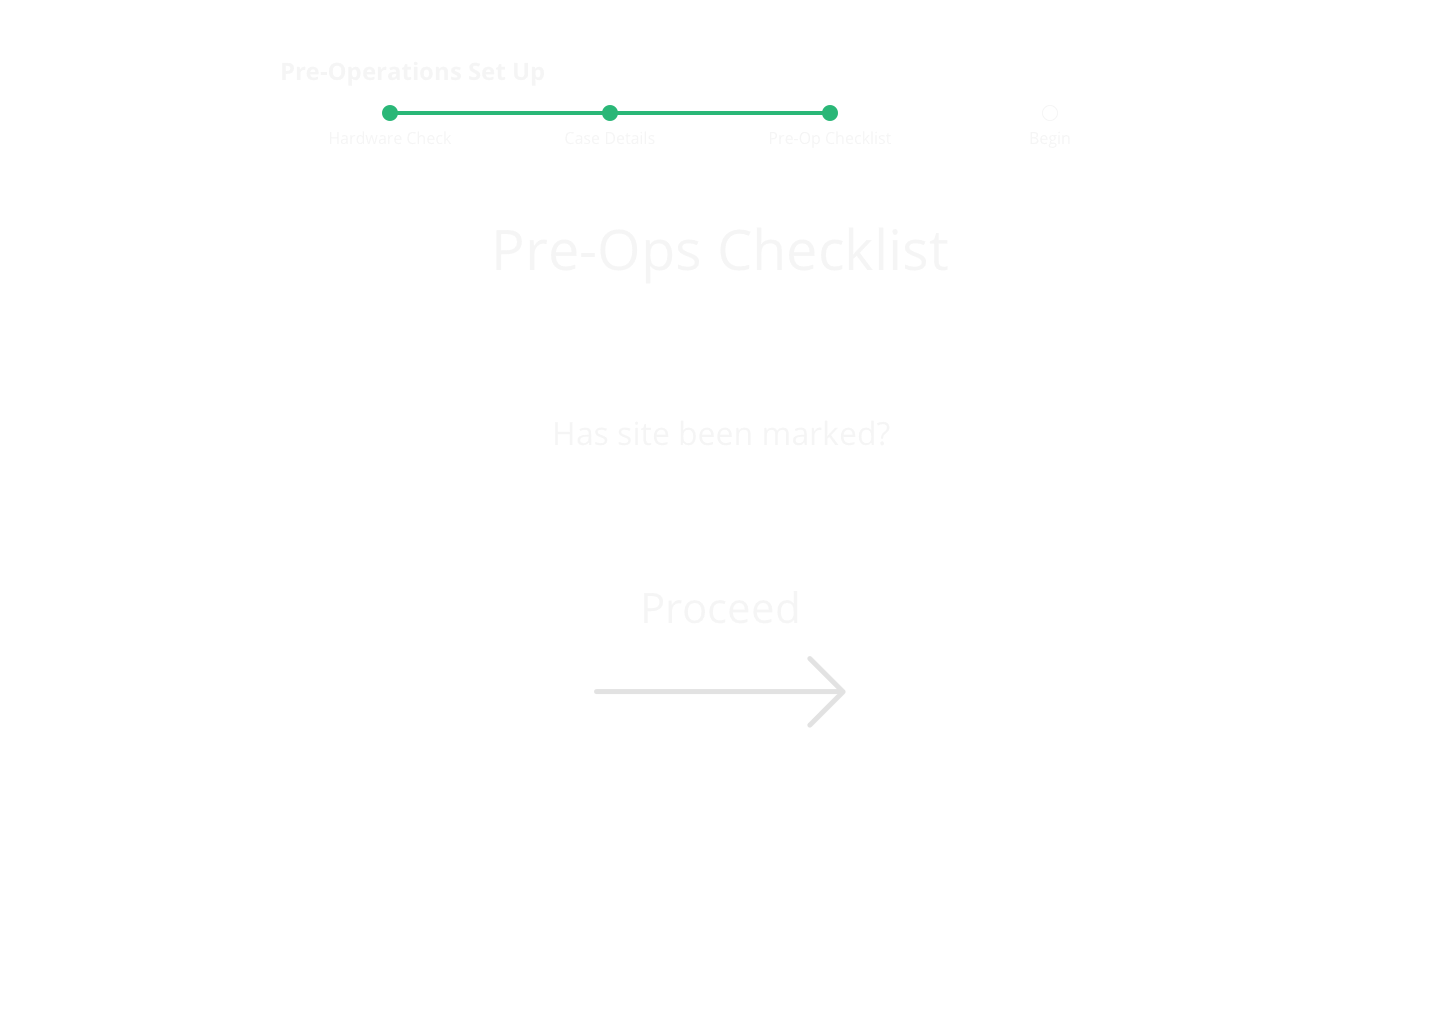 Pre-Operations Set Up
Hardware Check
Case Details
Pre-Op Checklist
Begin
Pre-Ops Checklist
Has site been marked?
Proceed